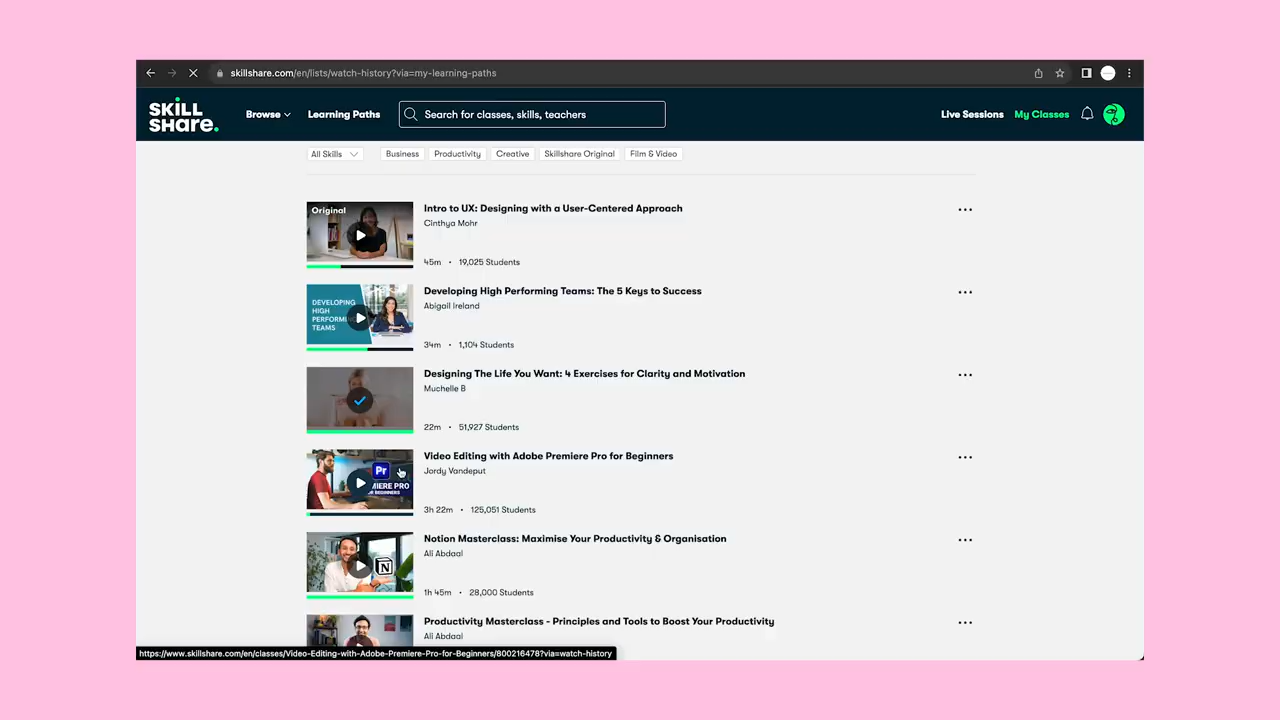 skillshare.com/en/lists/watch-history?via=my-learning-paths
SKILL
SHARE.
Browse
Learning Paths
Search for classes, skills, teachers
Live Sessions
My Classes
All Skills
Business
Productivity
Creative
Skillshare Original
Film & Video
Original
Intro to UX: Designing with a User-Centered Approach
Cinthya Mohr
45m • 19,025 Students
DEVELOPING
HIGH
PERFORMING
TEAMS
Developing High Performing Teams: The 5 Keys to Success
Abigail Ireland
34m • 1,104 Students
Designing The Life You Want: 4 Exercises for Clarity and Motivation
Muchelle B
22m • 51,927 Students
Pr
Video Editing with Adobe Premiere Pro for Beginners
Jordy Vandeput
3h 22m • 125,051 Students
N
Notion Masterclass: Maximise Your Productivity & Organisation
Ali Abdaal
1h 45m • 28,000 Students
Productivity Masterclass - Principles and Tools to Boost Your Productivity
Ali Abdaal
https://www.skillshare.com/en/classes/Video-Editing-with-Adobe-Premiere-Pro-for-Beginners/800216478?via=watch-history